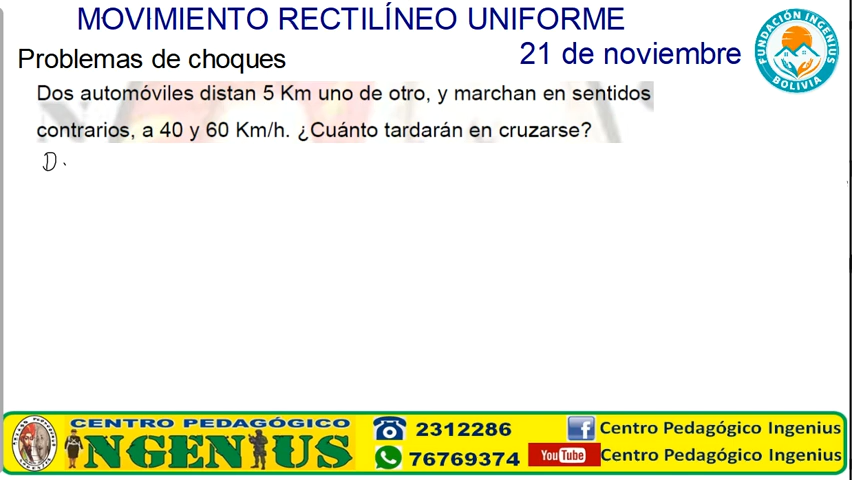 MOVIMIENTO RECTILÍNEO UNIFORME
21 de noviembre
Problemas de choques
FUNDACIÓN INGENIUS
BOLIVIA
Dos automóviles distan 5 Km uno de otro, y marchan en sentidos
contrarios, a 40 y 60 Km/h. ¿Cuánto tardarán en cruzarse?
D.
CENTRO PEDAGÓGICO
INGENIUS
2312286
76769374
Centro Pedagógico Ingenius
YouTube Centro Pedagógico Ingenius